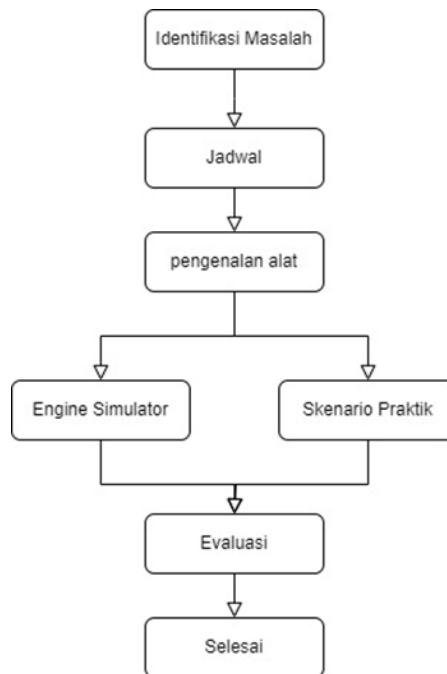 Identifikasi Masalah
Jadwal
pengenalan alat
Engine Simulator
Skenario Praktik
Evaluasi
Selesai